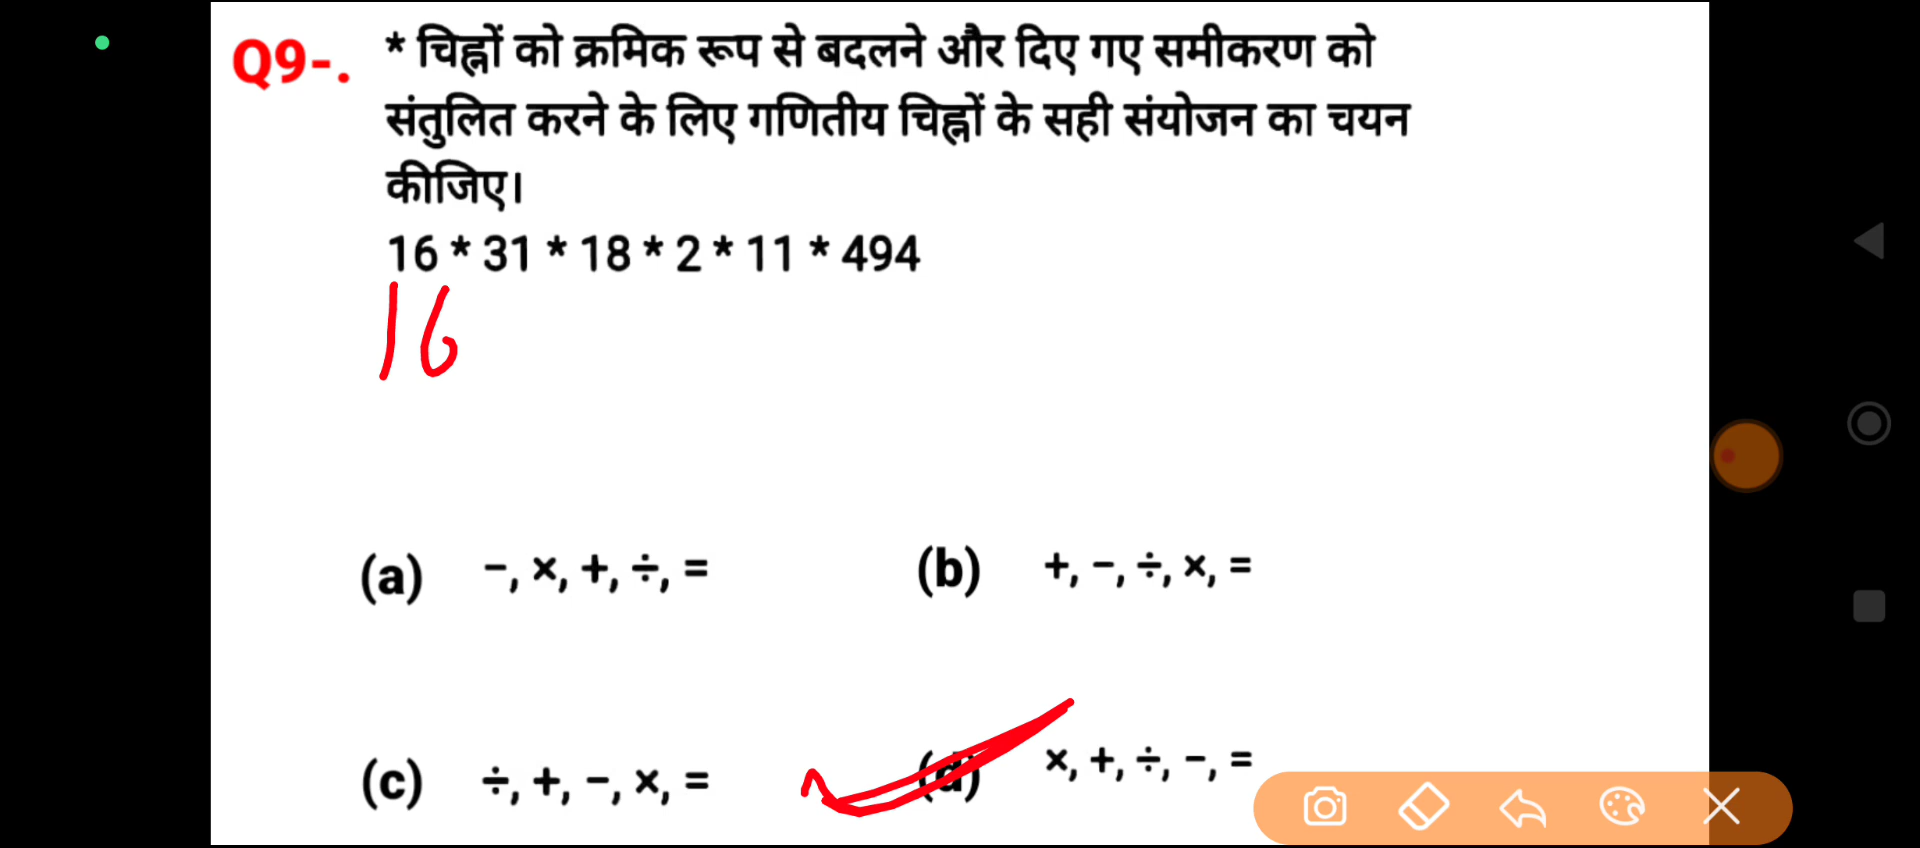 Q9-. * चिह्नों को क्रमिक रूप से बदलने और दिए गए समीकरण को
संतुलित करने के लिए गणितीय चिह्नों के सही संयोजन का चयन
कीजिए।
16 * 31 * 18 * 2 * 11 * 494
16
(a) −, ×, +, ÷, =
(b) +, −, ÷, ×, =
(c) ÷, +, −, ×, =
(d) ×, +, ÷, −, =